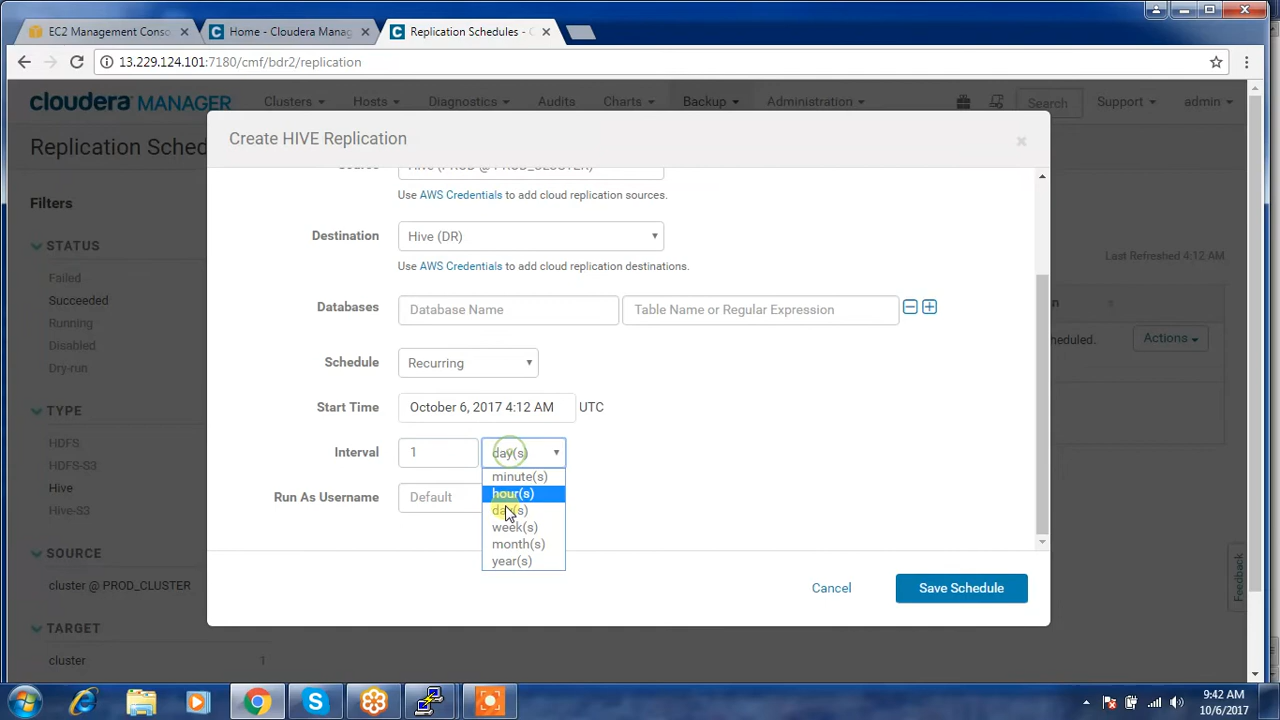 EC2 Management Conso
Home - Cloudera Manag
Replication Schedules - C
13.229.124.101:7180/cmf/bdr2/replication
cloudera MANAGER
Clusters
Hosts
Diagnostics
Audits
Charts
Backup
Administration
Search
Support
admin
Replication Sched
Create HIVE Replication
Filters
STATUS
Failed
Succeeded
Running
Disabled
Dry-run
TYPE
HDFS
HDFS-S3
Hive
Hive-S3
SOURCE
cluster @ PROD_CLUSTER
TARGET
cluster
1
Source
Hive (PROD @ PROD_CLUSTER)
Use AWS Credentials to add cloud replication sources.
Destination
Hive (DR)
Use AWS Credentials to add cloud replication destinations.
Databases
Database Name
Table Name or Regular Expression
Schedule
Recurring
Start Time
October 6, 2017 4:12 AM
UTC
Interval
1
day(s)
minute(s)
hour(s)
day(s)
week(s)
month(s)
year(s)
Run As Username
Default
Cancel
Save Schedule
Last Refreshed 4:12 AM
Actions
Feedback
9:42 AM
10/6/2017